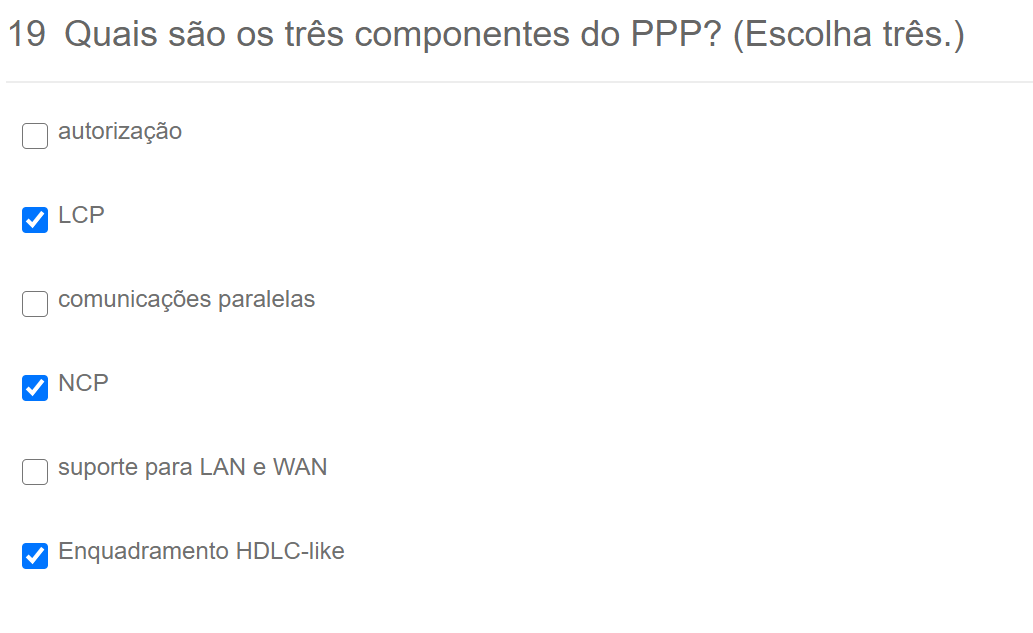 19 Quais são os três componentes do PPP? (Escolha três.)
autorização
LCP
comunicações paralelas
NCP
suporte para LAN e WAN
Enquadramento HDLC-like